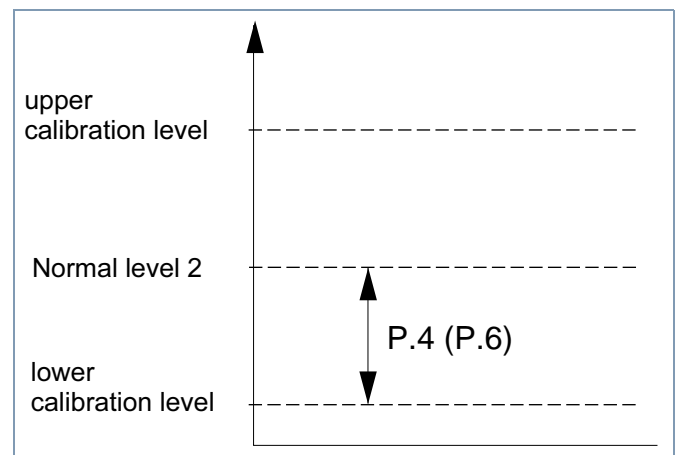 upper
calibration level
Normal level 2
P.4 (P.6)
lower
calibration level